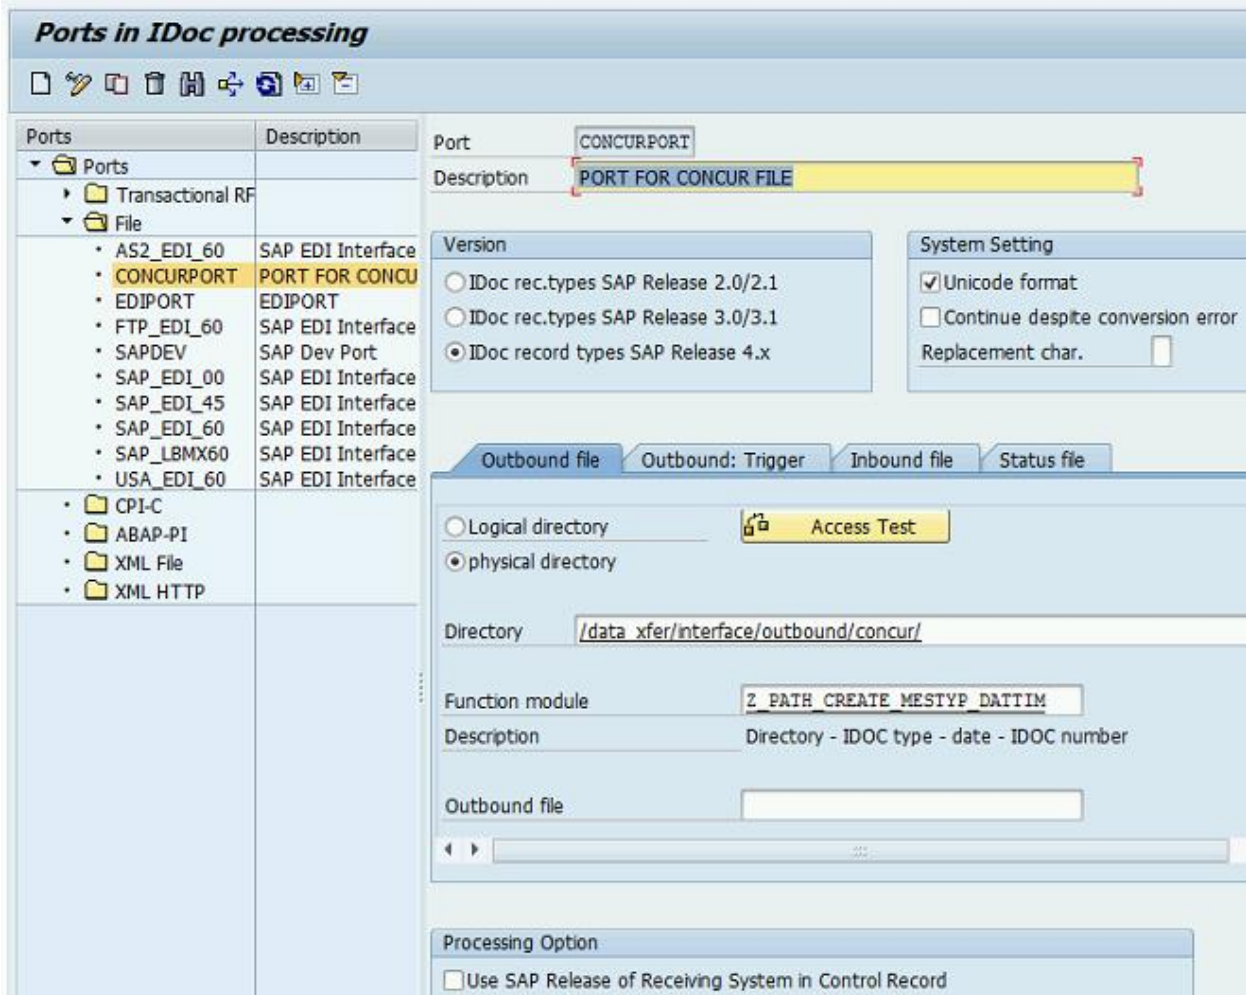 Ports in IDoc processing
Ports Description
Ports
Transactional RF
File
AS2_EDI_60 SAP EDI Interface
CONCURPORT PORT FOR CONCU
EDIPORT EDIPORT
FTP_EDI_60 SAP EDI Interface
SAPDEV SAP Dev Port
SAP_EDI_00 SAP EDI Interface
SAP_EDI_45 SAP EDI Interface
SAP_EDI_60 SAP EDI Interface
SAP_LBMX60 SAP EDI Interface
USA_EDI_60 SAP EDI Interface
CPI-C
ABAP-PI
XML File
XML HTTP
Port CONCURPORT
Description PORT FOR CONCUR FILE
Version
IDoc rec.types SAP Release 2.0/2.1
IDoc rec.types SAP Release 3.0/3.1
IDoc record types SAP Release 4.x
System Setting
Unicode format
Continue despite conversion error
Replacement char.
Outbound file Outbound: Trigger Inbound file Status file
Logical directory Access Test
physical directory
Directory /data_xfer/interface/outbound/concur/
Function module Z_PATH_CREATE_MESTYP_DATTIM
Description Directory - IDOC type - date - IDOC number
Outbound file
Processing Option
Use SAP Release of Receiving System in Control Record